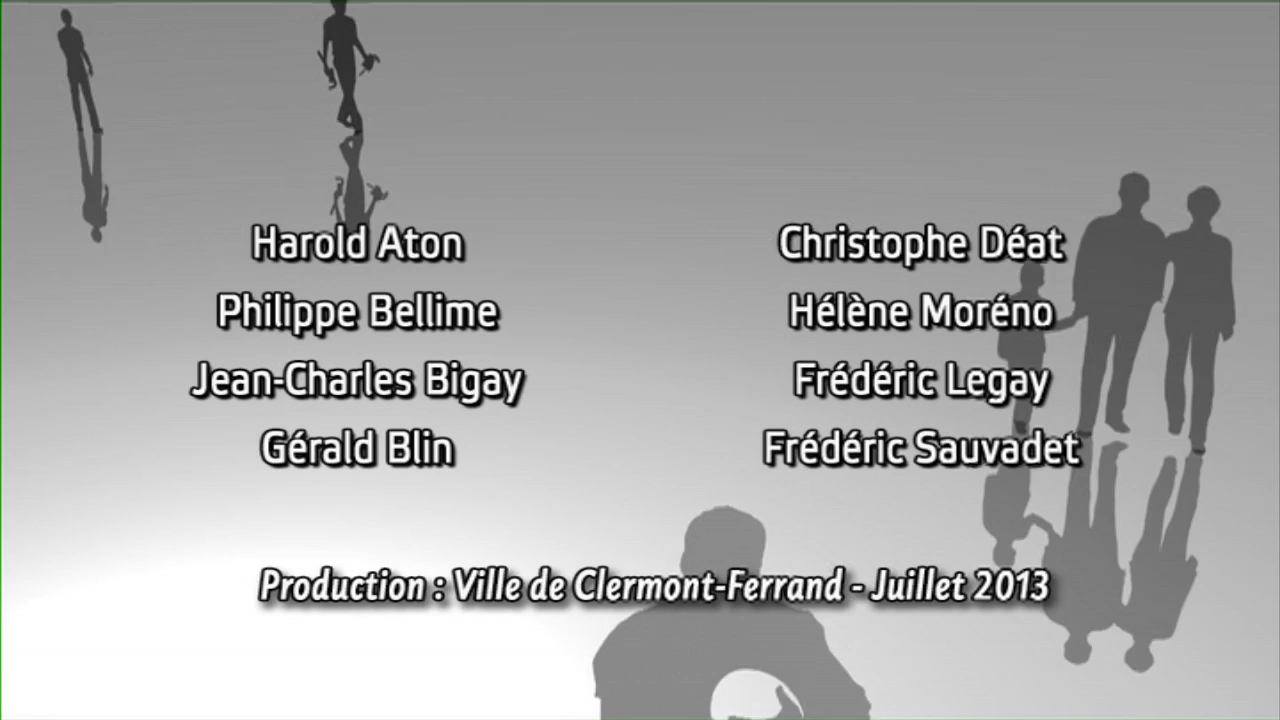 Harold Aton
Philippe Bellime
Jean-Charles Bigay
Gérald Blin
Christophe Déat
Hélène Moréno
Frédéric Legay
Frédéric Sauvadet
Production : Ville de Clermont-Ferrand - Juillet 2013